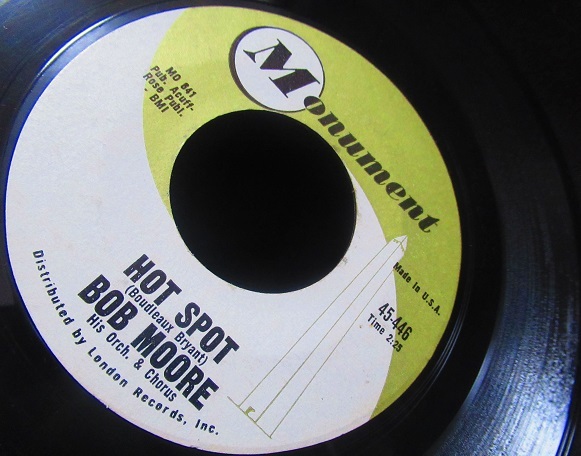 Monument
MO 841
Pub. Acuff-
Rose Publ.
- BMI
Made in U.S.A.
45-446
Time 2:25
HOT SPOT
(Boudleaux Bryant)
BOB MOORE
His Orch. & Chorus
Distributed by London Records, Inc.